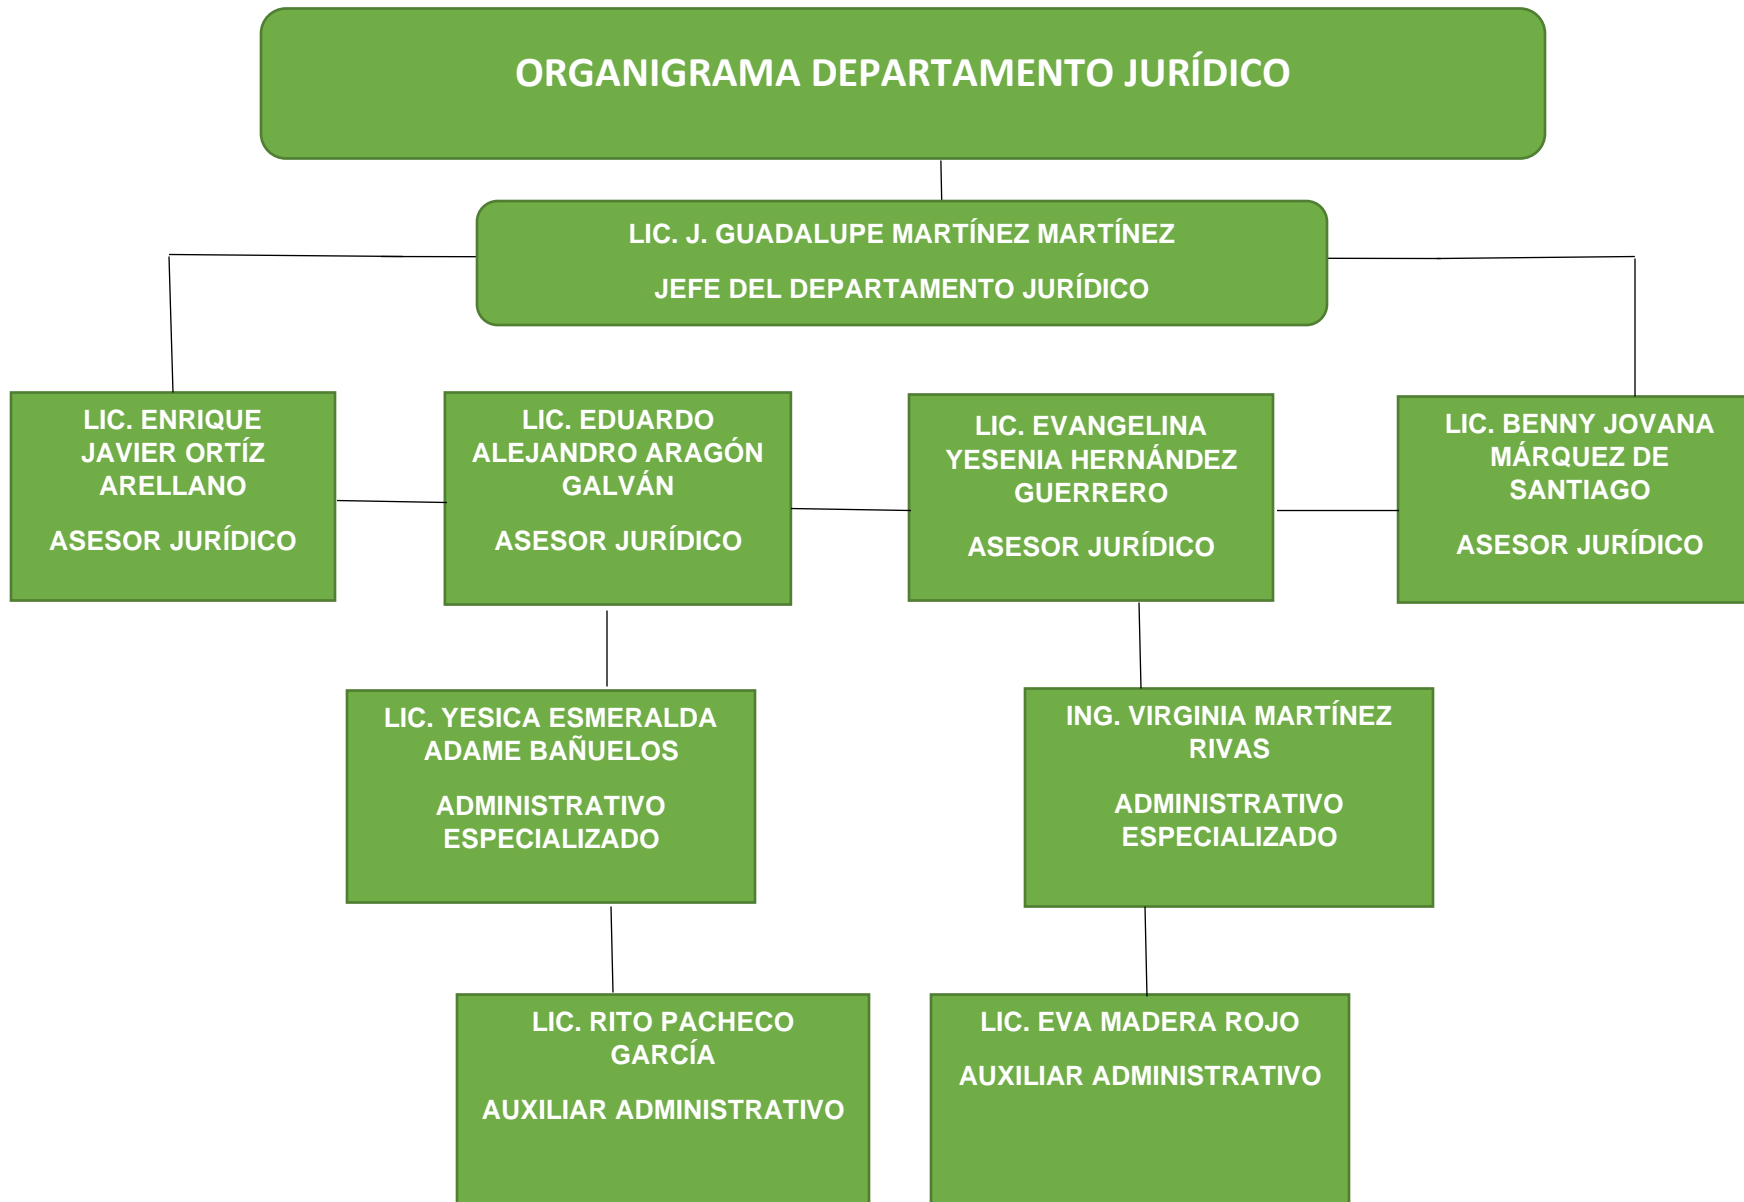 ORGANIGRAMA DEPARTAMENTO JURÍDICO
LIC. J. GUADALUPE MARTÍNEZ MARTÍNEZ
JEFE DEL DEPARTAMENTO JURÍDICO
LIC. ENRIQUE
JAVIER ORTÍZ
ARELLANO
ASESOR JURÍDICO
LIC. EDUARDO
ALEJANDRO ARAGÓN
GALVÁN
ASESOR JURÍDICO
LIC. EVANGELINA
YESENIA HERNÁNDEZ
GUERRERO
ASESOR JURÍDICO
LIC. BENNY JOVANA
MÁRQUEZ DE
SANTIAGO
ASESOR JURÍDICO
LIC. YESICA ESMERALDA
ADAME BAÑUELOS
ADMINISTRATIVO
ESPECIALIZADO
ING. VIRGINIA MARTÍNEZ
RIVAS
ADMINISTRATIVO
ESPECIALIZADO
LIC. RITO PACHECO
GARCÍA
AUXILIAR ADMINISTRATIVO
LIC. EVA MADERA ROJO
AUXILIAR ADMINISTRATIVO